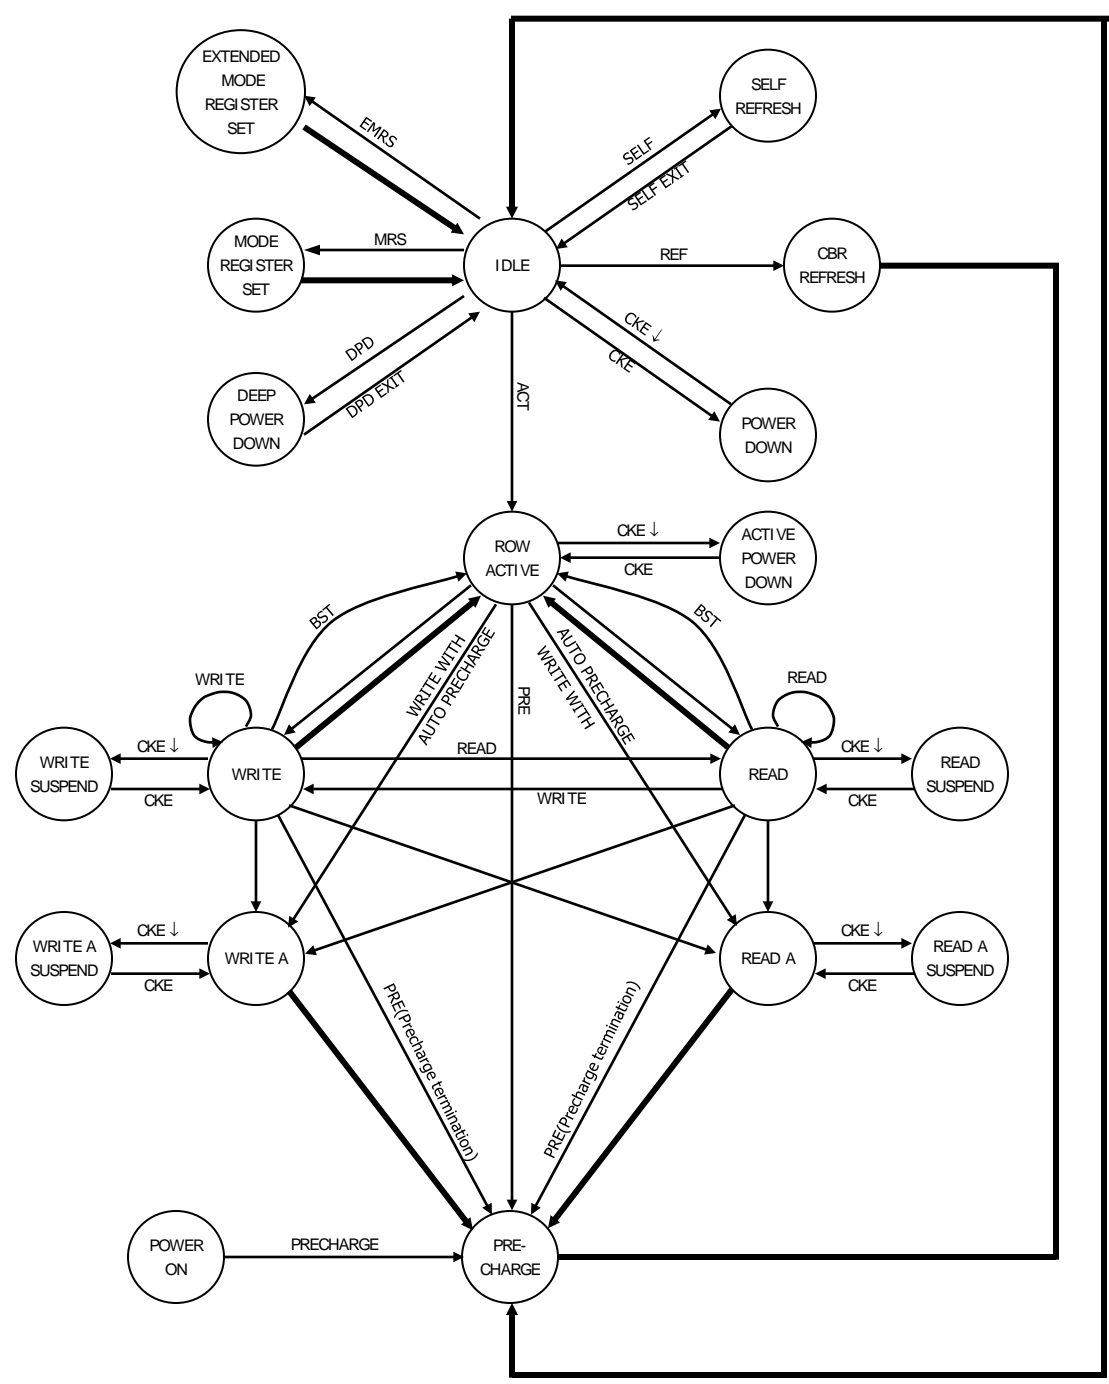 EXTENDED
MODE
REGISTER
SET
EMRS
SELF
REFRESH
SELF
SELF EXIT
MODE
REGISTER
SET
MRS
IDLE
REF
CBR
REFRESH
DEEP
POWER
DOWN
DPD
DPD EXIT
ACT
CKE ↓
CKE
POWER
DOWN
ROW
ACTIVE
CKE ↓
CKE
ACTIVE
POWER
DOWN
BST
WRITE WITH
AUTO PRECHARGE
PRE
AUTO PRECHARGE
WRITE WITH
BST
WRITE
READ
WRITE
SUSPEND
CKE ↓
CKE
WRITE
READ
WRITE
READ
CKE ↓
CKE
READ
SUSPEND
WRITE A
SUSPEND
CKE ↓
CKE
WRITE A
READ A
CKE ↓
CKE
READ A
SUSPEND
PRE(Precharge termination)
PRE(Precharge termination)
POWER
ON
PRECHARGE
PRE-
CHARGE